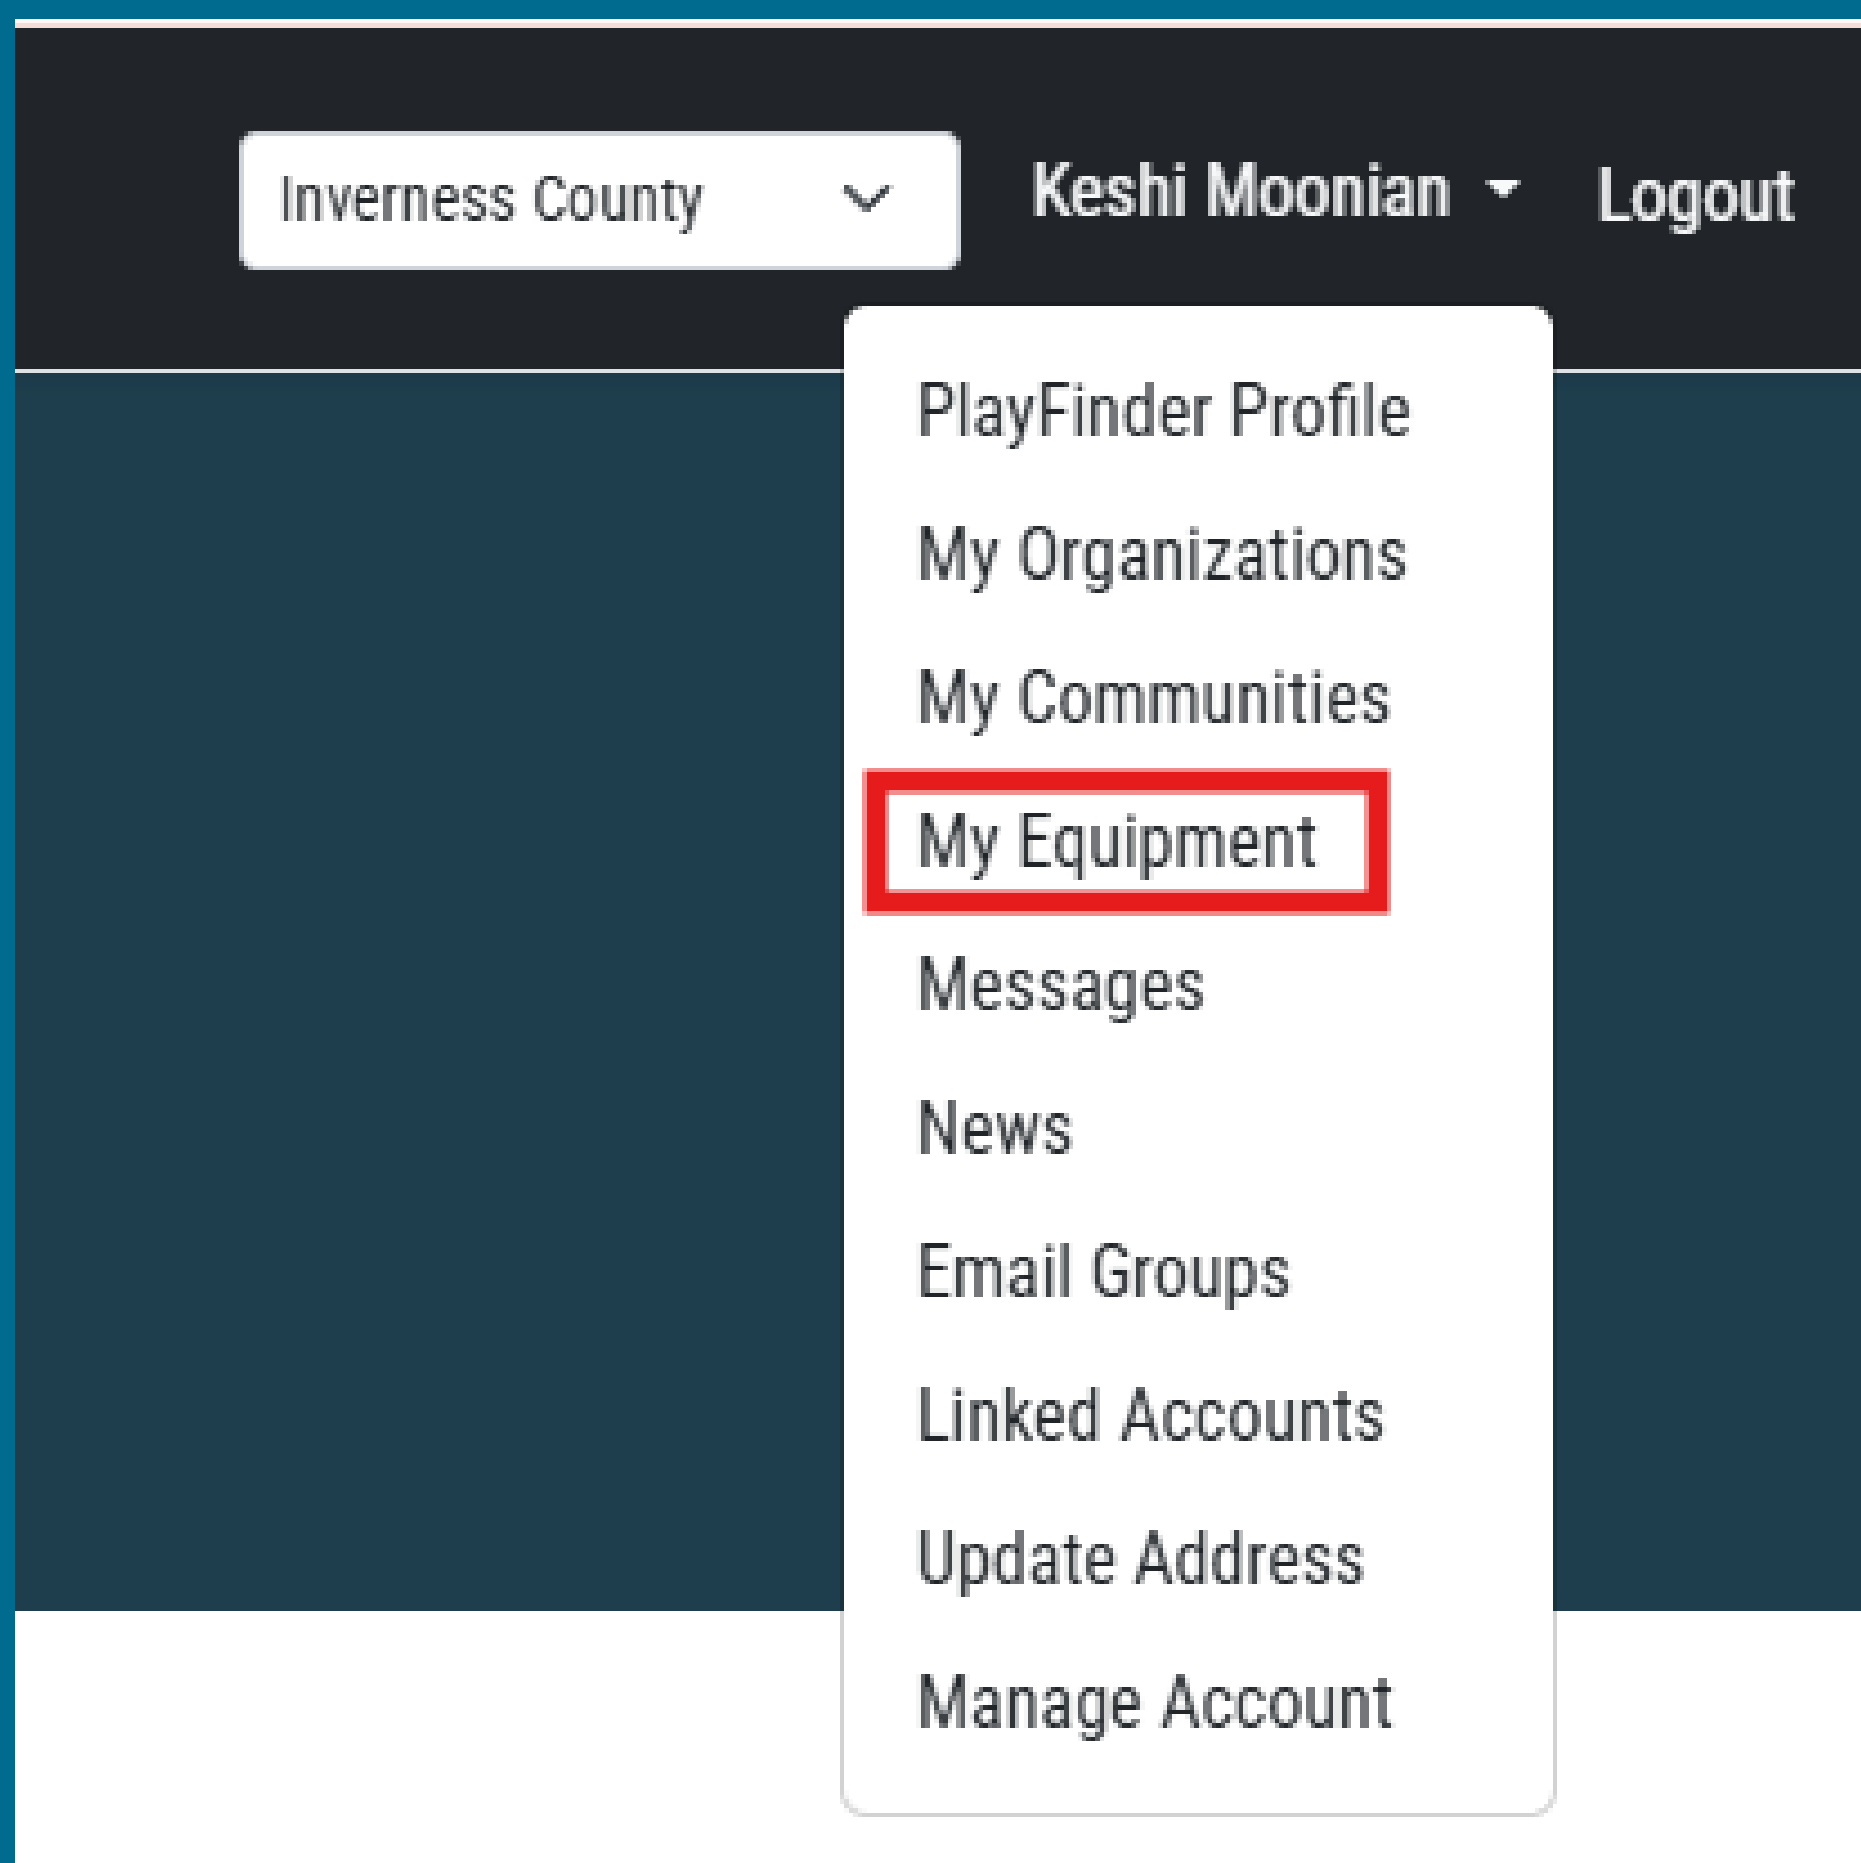 Inverness County
Keshi Moonian
Logout
PlayFinder Profile
My Organizations
My Communities
My Equipment
Messages
News
Email Groups
Linked Accounts
Update Address
Manage Account